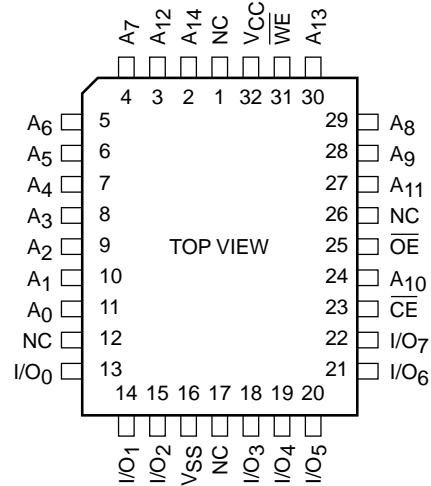 A7 A12 A14 NC VCC W̅E̅ A13
4 3 2 1 32 31 30
A6 5 29 A8
A5 6 28 A9
A4 7 27 A11
A3 8 26 NC
A2 9 TOP VIEW 25 O̅E̅
A1 10 24 A10
A0 11 23 C̅E̅
NC 12 22 I/O7
I/O0 13 21 I/O6
14 15 16 17 18 19 20
I/O1 I/O2 VSS NC I/O3 I/O4 I/O5